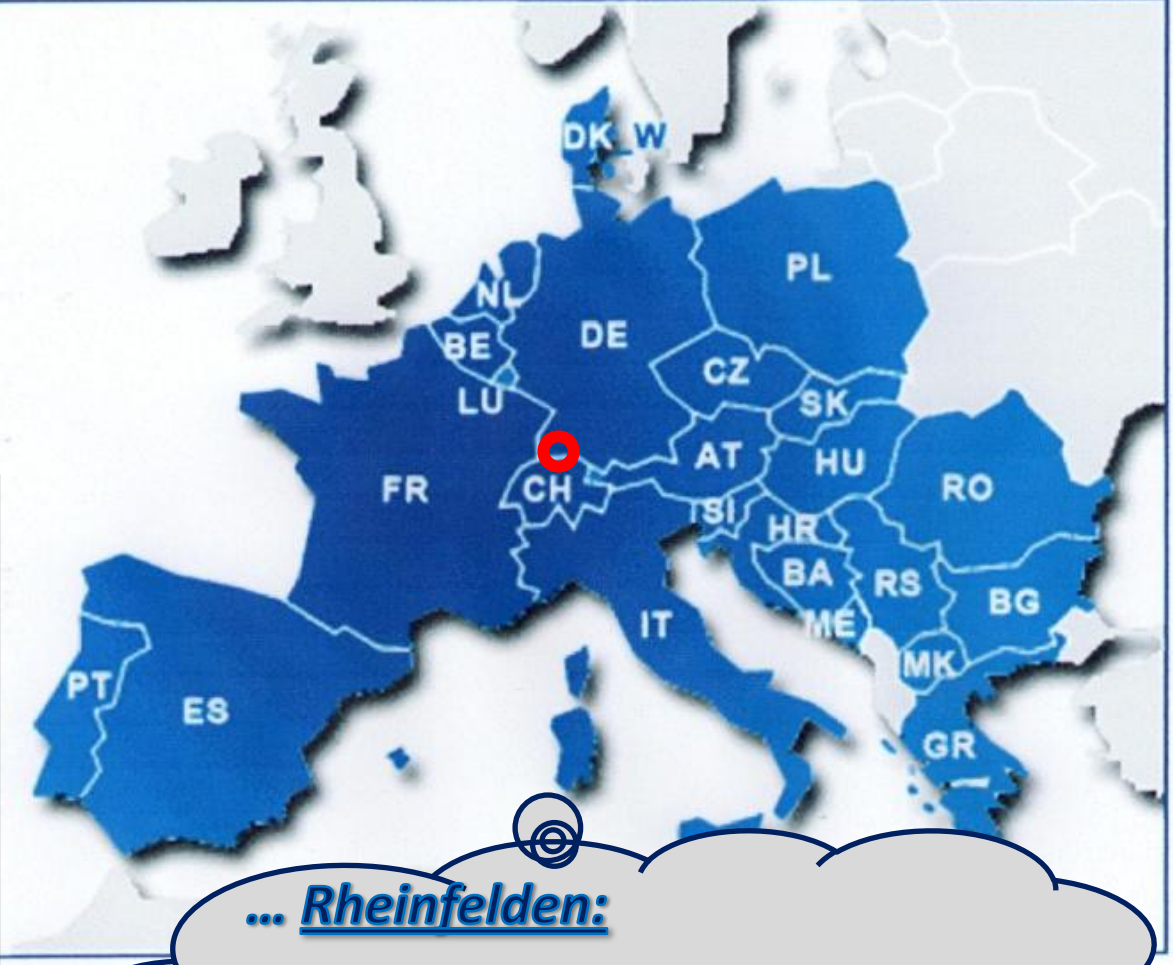 DK_W
PL
NL
DE
BE
CZ
LU
SK
AT
HU
FR
CH
RO
SI
HR
BA
RS
BG
ME
IT
MK
PT
ES
GR
... Rheinfelden: